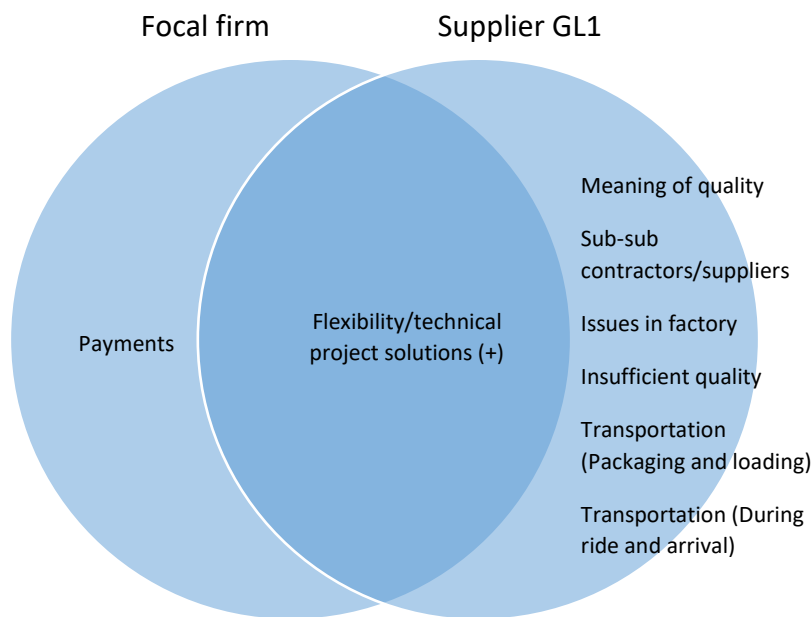 Focal firm
Supplier GL1
Meaning of quality
Sub-sub
contractors/suppliers
Payments
Flexibility/technical
project solutions (+)
Issues in factory
Insufficient quality
Transportation
(Packaging and loading)
Transportation (During
ride and arrival)